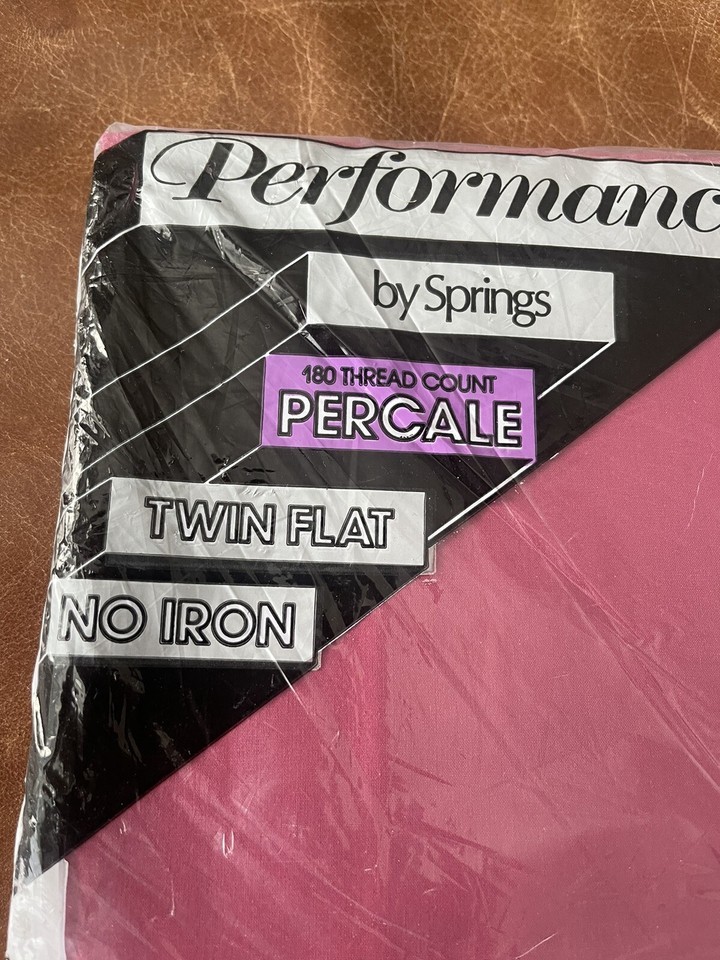 Performanc
by Springs
180 THREAD COUNT
PERCALE
TWIN FLAT
NO IRON